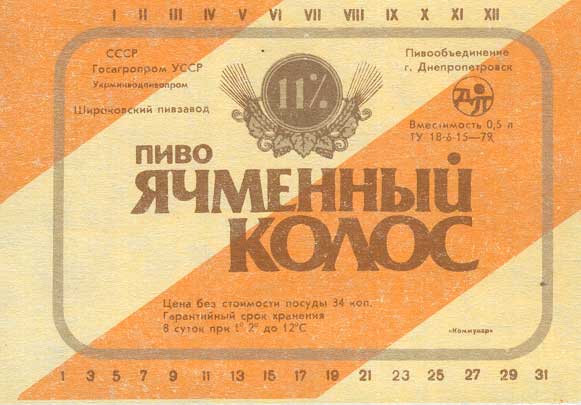 I II III IV V VI VII VIII IX X XI XII
СССР
Госагропром УССР
Укрминводпивопром
Широковский пивзавод
11%
Пивообъединение
г. Днепропетровск
ДП
Вместимость 0,5 л
ТУ 18-6-15—79
ПИВО
ЯЧМЕННЫЙ
КОЛОС
Цена без стоимости посуды 34 коп.
Гарантийный срок хранения
8 суток при t° 2° до 12°С
«Коммунар»
1 3 5 7 9 11 13 15 17 19 21 23 25 27 29 31